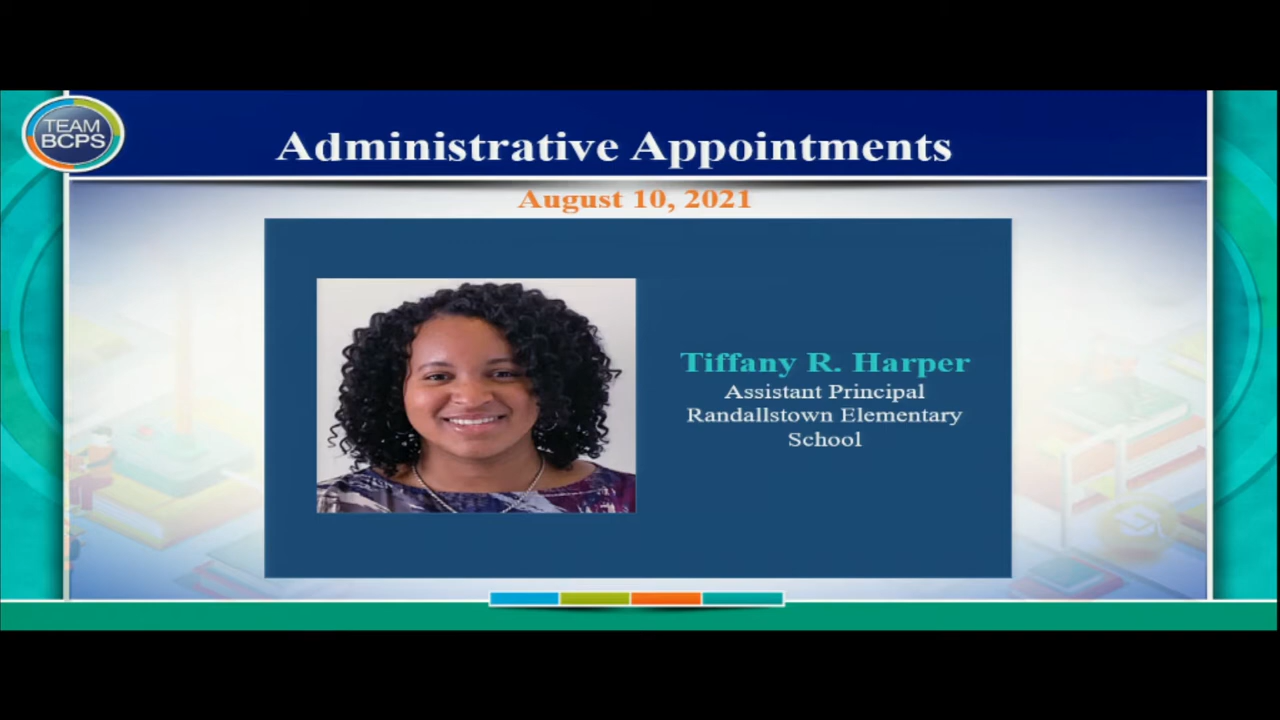 TEAM
BCPS
Administrative Appointments
August 10, 2021
Tiffany R. Harper
Assistant Principal
Randallstown Elementary
School